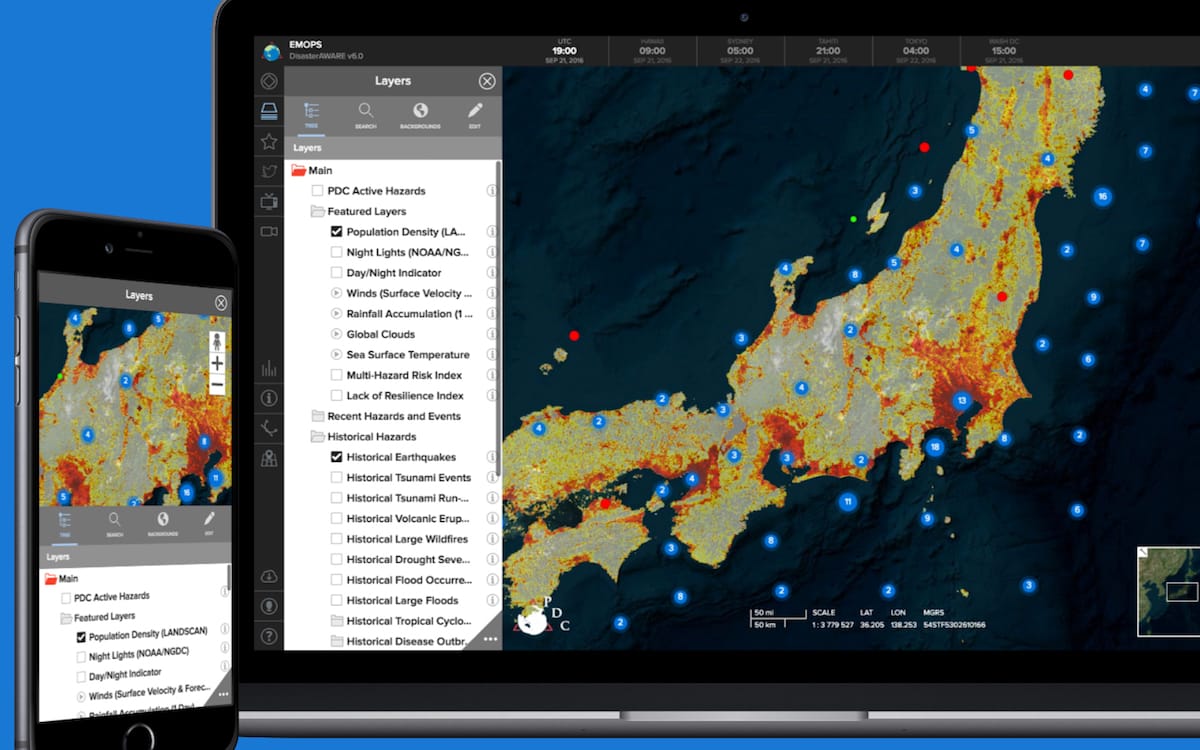 EMOPS
DisasterAWARE v6.0
UTC
19:00
SEP 21, 2016
HAWAII
09:00
SEP 21, 2016
SYDNEY
05:00
SEP 22, 2016
TAHITI
21:00
SEP 21, 2016
TOKYO
04:00
SEP 22, 2016
WASH DC
15:00
SEP 21, 2016
Layers
TREE
SEARCH
BACKGROUNDS
EDIT
Layers
Main
PDC Active Hazards
Featured Layers
Population Density (LA...
Night Lights (NOAA/NG...
Day/Night Indicator
Winds (Surface Velocity ...
Rainfall Accumulation (1 ...
Global Clouds
Sea Surface Temperature
Multi-Hazard Risk Index
Lack of Resilience Index
Recent Hazards and Events
Historical Hazards
Historical Earthquakes
Historical Tsunami Events
Historical Tsunami Run-...
Historical Volcanic Erup...
Historical Large Wildfires
Historical Drought Seve...
Historical Flood Occurre...
Historical Large Floods
Historical Tropical Cyclo...
Historical Disease Outbr...
4
7
5
4
7
3
16
4
2
7
5
4
8
9
2
3
2
6
4
13
2
3
2
4
18
8
2
3
3
2
4
2
11
9
6
3
8
8
2
2
3
2
PDC
50 mi
50 km
SCALE
1: 3 779 527
LAT
36.205
LON
138.253
MGRS
54STF5302610166
Layers
4
8
5
2
4
8
11
5
2
16
TREE
SEARCH
BACKGROUNDS
EDIT
Layers
Main
PDC Active Hazards
Featured Layers
Population Density (LANDSCAN)
Night Lights (NOAA/NGDC)
Day/Night Indicator
Winds (Surface Velocity & Forec...
Rainfall Accumulation (1 Day)